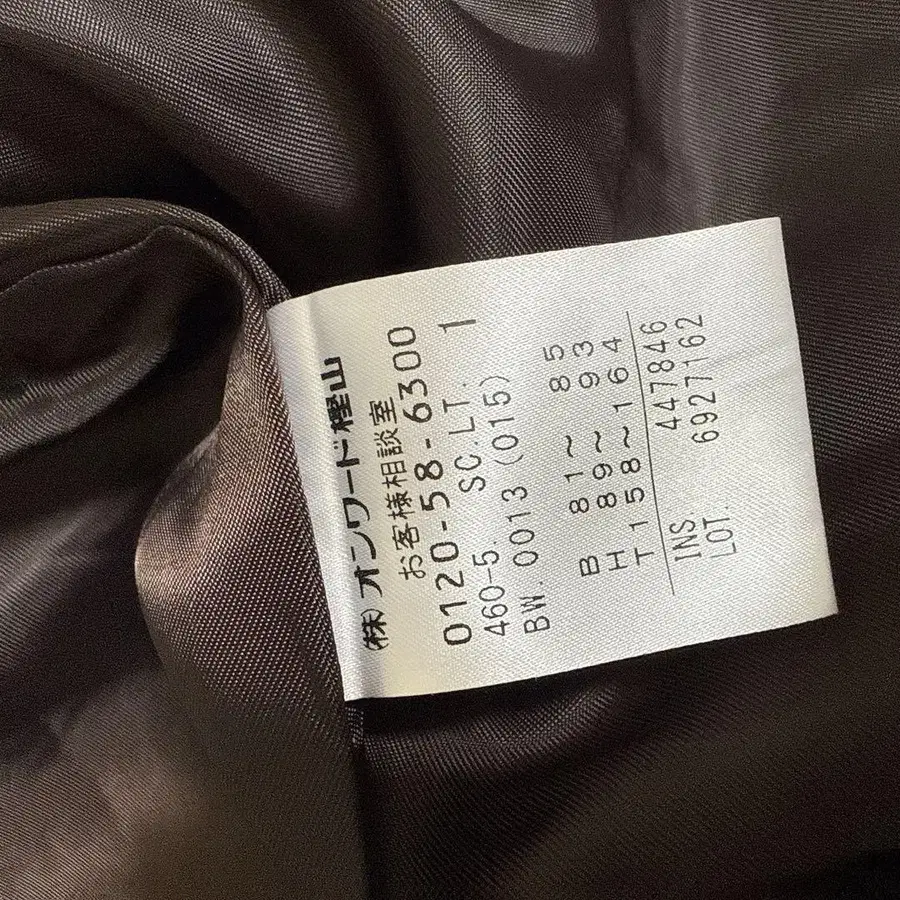 (株)オンワード樫山
お客様相談室
0120-58-6300
460-5. SC.LT. 1
BW.0013(015)
B 81~ 85
H 89~ 93
T158~164
INS. 447846
LOT. 6927162